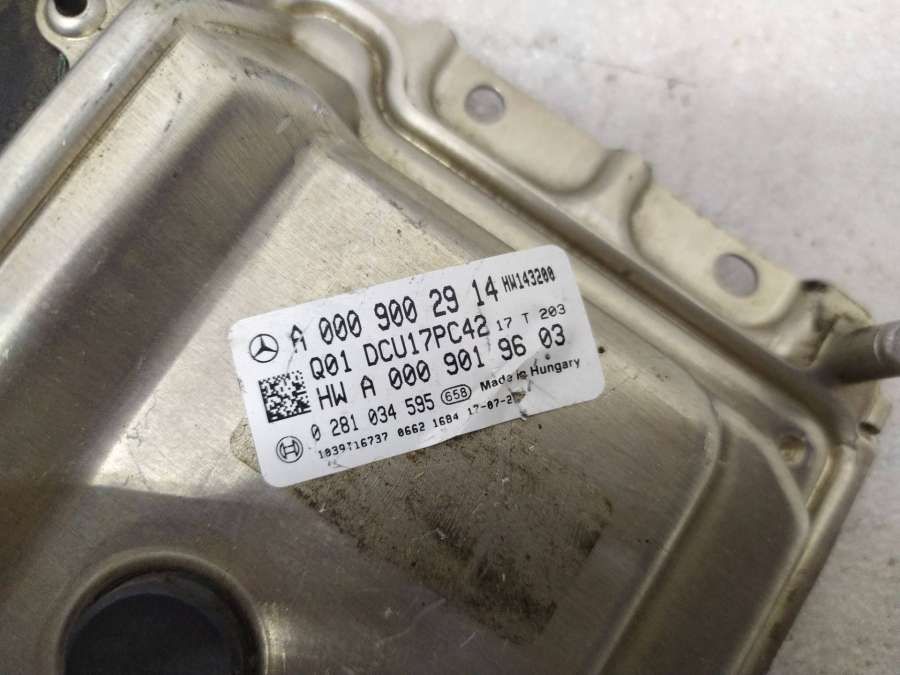 A 000 900 29 14 HW143200
Q01 DCU17PC42 17 T 203
HW A 000 901 96 03
0 281 034 595 658 Made in Hungary
1039T16737 0662 1684